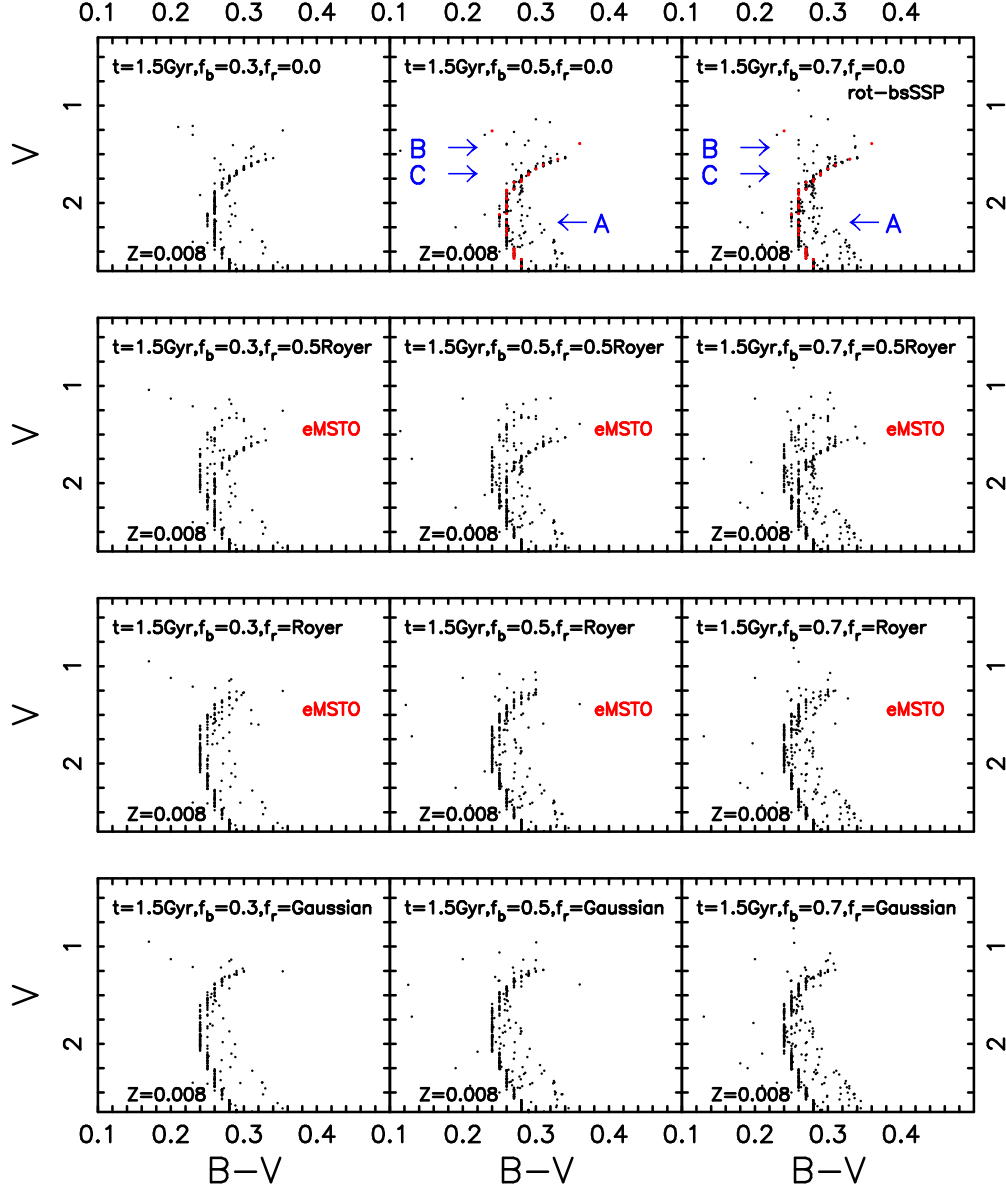 0.1 0.2 0.3 0.4 0.1 0.2 0.3 0.4 0.1 0.2 0.3 0.4
t=1.5Gyr,f_b=0.3,f_r=0.0 t=1.5Gyr,f_b=0.5,f_r=0.0 t=1.5Gyr,f_b=0.7,f_r=0.0
rot-bsSSP
1 1
V B B
C C
2 A A 2
Z=0.008 Z=0.008 Z=0.008
t=1.5Gyr,f_b=0.3,f_r=0.5Royer t=1.5Gyr,f_b=0.5,f_r=0.5Royer t=1.5Gyr,f_b=0.7,f_r=0.5Royer
1 1
V eMSTO eMSTO eMSTO
2 2
Z=0.008 Z=0.008 Z=0.008
t=1.5Gyr,f_b=0.3,f_r=Royer t=1.5Gyr,f_b=0.5,f_r=Royer t=1.5Gyr,f_b=0.7,f_r=Royer
1 1
V eMSTO eMSTO eMSTO
2 2
Z=0.008 Z=0.008 Z=0.008
t=1.5Gyr,f_b=0.3,f_r=Gaussian t=1.5Gyr,f_b=0.5,f_r=Gaussian t=1.5Gyr,f_b=0.7,f_r=Gaussian
1 1
V
2 2
Z=0.008 Z=0.008 Z=0.008
0.1 0.2 0.3 0.4 0.1 0.2 0.3 0.4 0.1 0.2 0.3 0.4
B−V B−V B−V